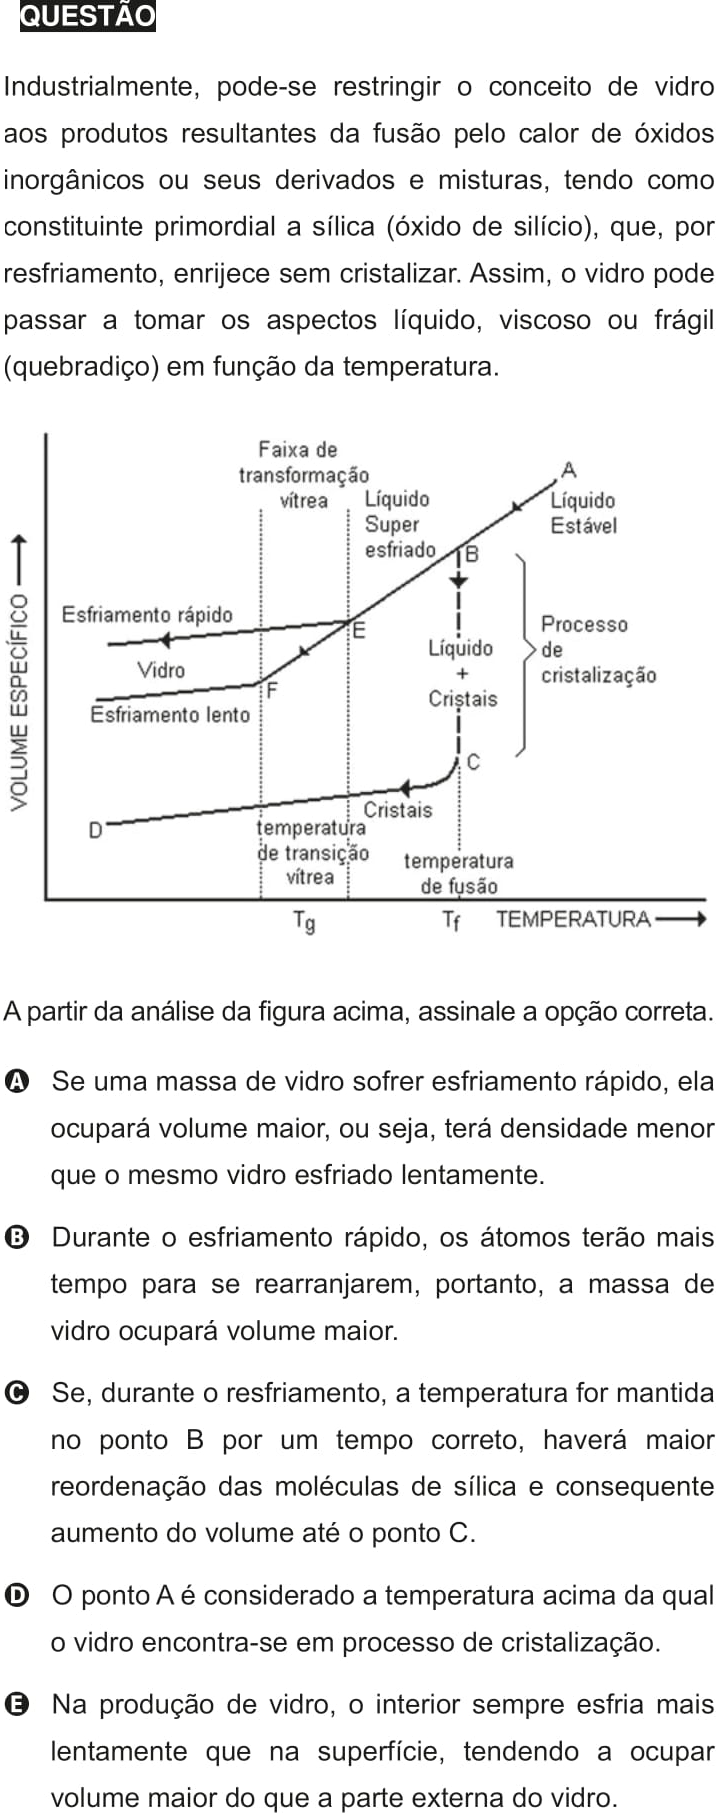 QUESTÃO
Industrialmente, pode-se restringir o conceito de vidro
aos produtos resultantes da fusão pelo calor de óxidos
inorgânicos ou seus derivados e misturas, tendo como
constituinte primordial a sílica (óxido de silício), que, por
resfriamento, enrijece sem cristalizar. Assim, o vidro pode
passar a tomar os aspectos líquido, viscoso ou frágil
(quebradiço) em função da temperatura.
Faixa de
transformação
vítrea
Líquido
Super
esfriado
A
Líquido
Estável
B
Esfriamento rápido
E
Vidro
F
Esfriamento lento
Líquido
+
Cristais
Processo
de
cristalização
C
Cristais
D
temperatura
de transição
vítrea
temperatura
de fusão
VOLUME ESPECÍFICO
Tg
Tf
TEMPERATURA
A partir da análise da figura acima, assinale a opção correta.
A Se uma massa de vidro sofrer esfriamento rápido, ela
ocupará volume maior, ou seja, terá densidade menor
que o mesmo vidro esfriado lentamente.
B Durante o esfriamento rápido, os átomos terão mais
tempo para se rearranjarem, portanto, a massa de
vidro ocupará volume maior.
C Se, durante o resfriamento, a temperatura for mantida
no ponto B por um tempo correto, haverá maior
reordenação das moléculas de sílica e consequente
aumento do volume até o ponto C.
D O ponto A é considerado a temperatura acima da qual
o vidro encontra-se em processo de cristalização.
E Na produção de vidro, o interior sempre esfria mais
lentamente que na superfície, tendendo a ocupar
volume maior do que a parte externa do vidro.